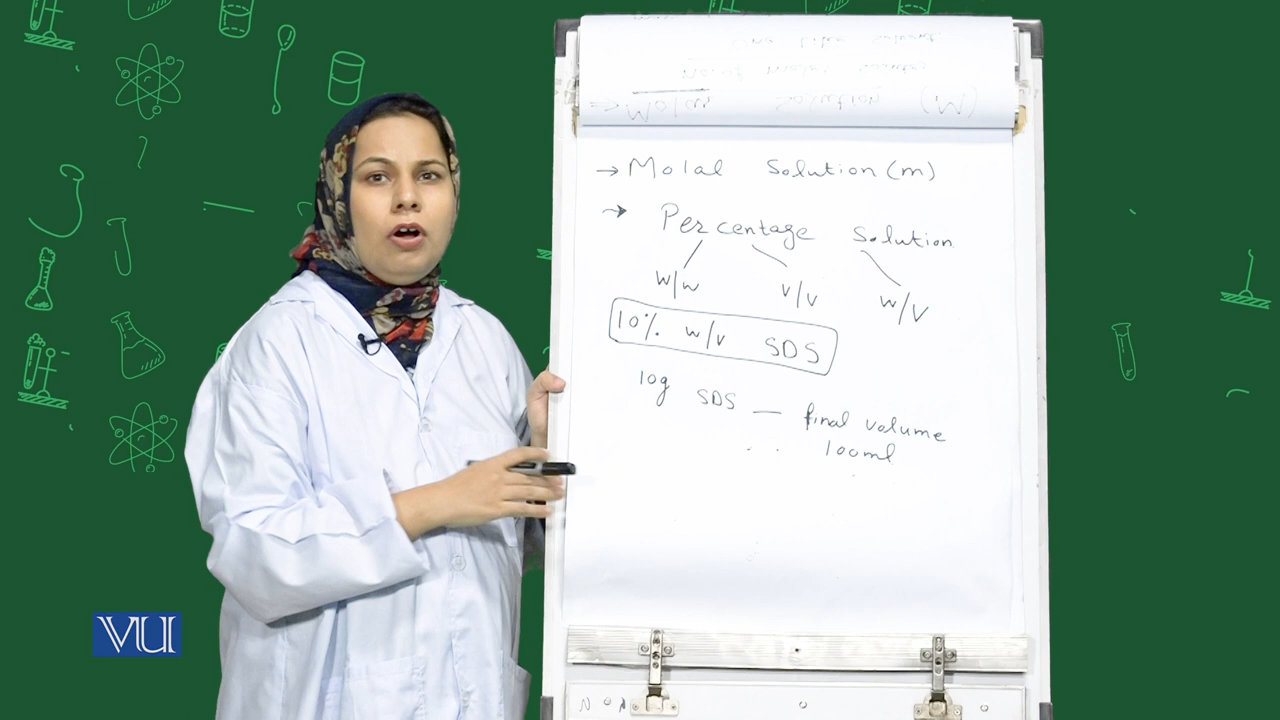 → Molal Solution (m)
→ Percentage Solution
w/w v/v w/v
10% w/v SDS
10g SDS — final volume
100ml
VU